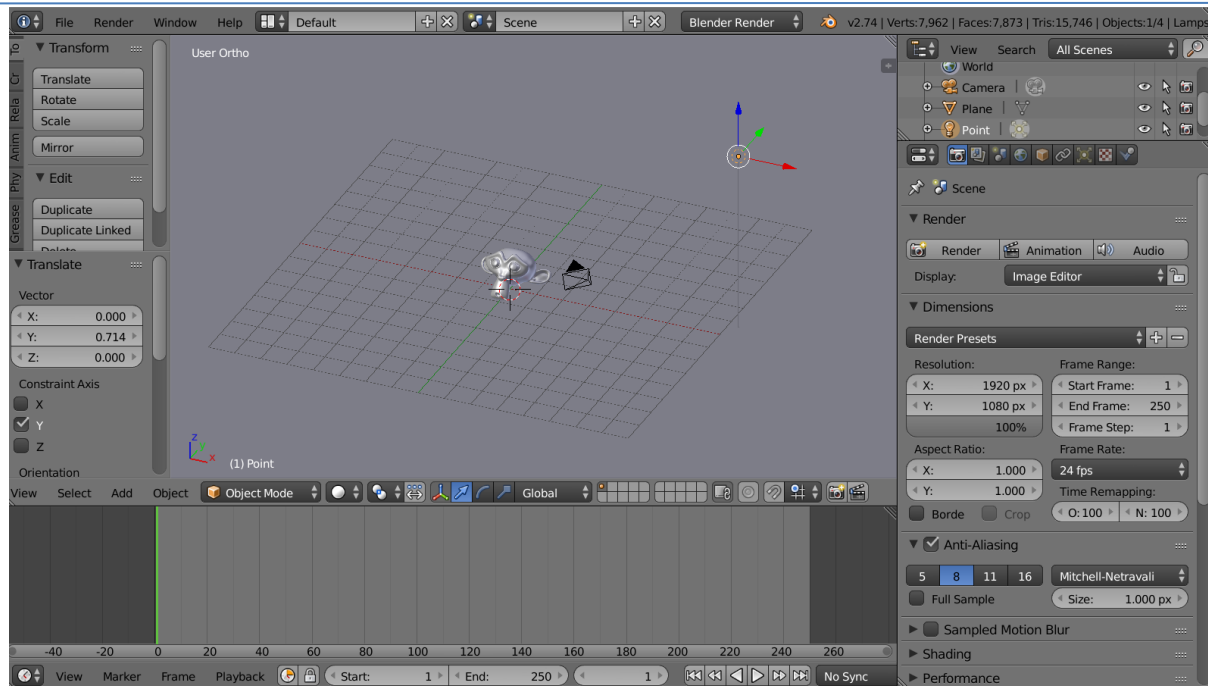 File Render Window Help Default Scene Blender Render v2.74 | Verts:7,962 | Faces:7,873 | Tris:15,746 | Objects:1/4 | Lamps
Transform
Translate
Rotate
Scale
Mirror
Edit
Duplicate
Duplicate Linked
Delete
To
Cr
Rela
Anim
Phy
Grease
Translate
Vector
X: 0.000
Y: 0.714
Z: 0.000
Constraint Axis
X
Y
Z
Orientation
User Ortho
z
x
(1) Point
View Select Add Object Object Mode Global
-40 -20 0 20 40 60 80 100 120 140 160 180 200 220 240 260
View Marker Frame Playback Start: 1 End: 250 1 No Sync
View Search All Scenes
World
Camera
Plane
Point
Scene
Render
Render Animation Audio
Display: Image Editor
Dimensions
Render Presets
Resolution: Frame Range:
X: 1920 px Start Frame: 1
Y: 1080 px End Frame: 250
100% Frame Step: 1
Aspect Ratio: Frame Rate:
X: 1.000 24 fps
Y: 1.000 Time Remapping:
Borde Crop O: 100 N: 100
Anti-Aliasing
5 8 11 16 Mitchell-Netravali
Full Sample Size: 1.000 px
Sampled Motion Blur
Shading
Performance